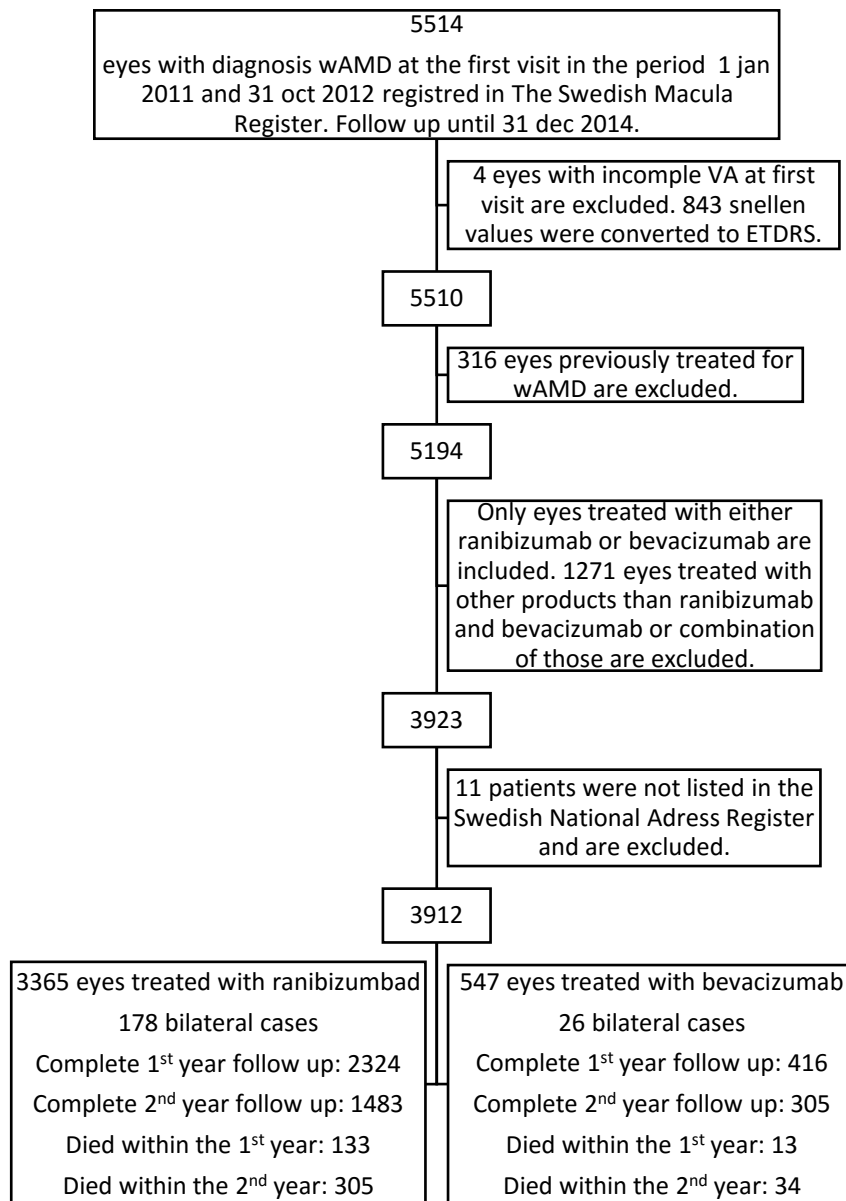 5514
eyes with diagnosis wAMD at the first visit in the period 1 jan
2011 and 31 oct 2012 registred in The Swedish Macula
Register. Follow up until 31 dec 2014.
4 eyes with incomple VA at first
visit are excluded. 843 snellen
values were converted to ETDRS.
5510
316 eyes previously treated for
wAMD are excluded.
5194
Only eyes treated with either
ranibizumab or bevacizumab are
included. 1271 eyes treated with
other products than ranibizumab
and bevacizumab or combination
of those are excluded.
3923
11 patients were not listed in the
Swedish National Adress Register
and are excluded.
3912
3365 eyes treated with ranibizumbad
178 bilateral cases
Complete 1st year follow up: 2324
Complete 2nd year follow up: 1483
Died within the 1st year: 133
Died within the 2nd year: 305
547 eyes treated with bevacizumab
26 bilateral cases
Complete 1st year follow up: 416
Complete 2nd year follow up: 305
Died within the 1st year: 13
Died within the 2nd year: 34